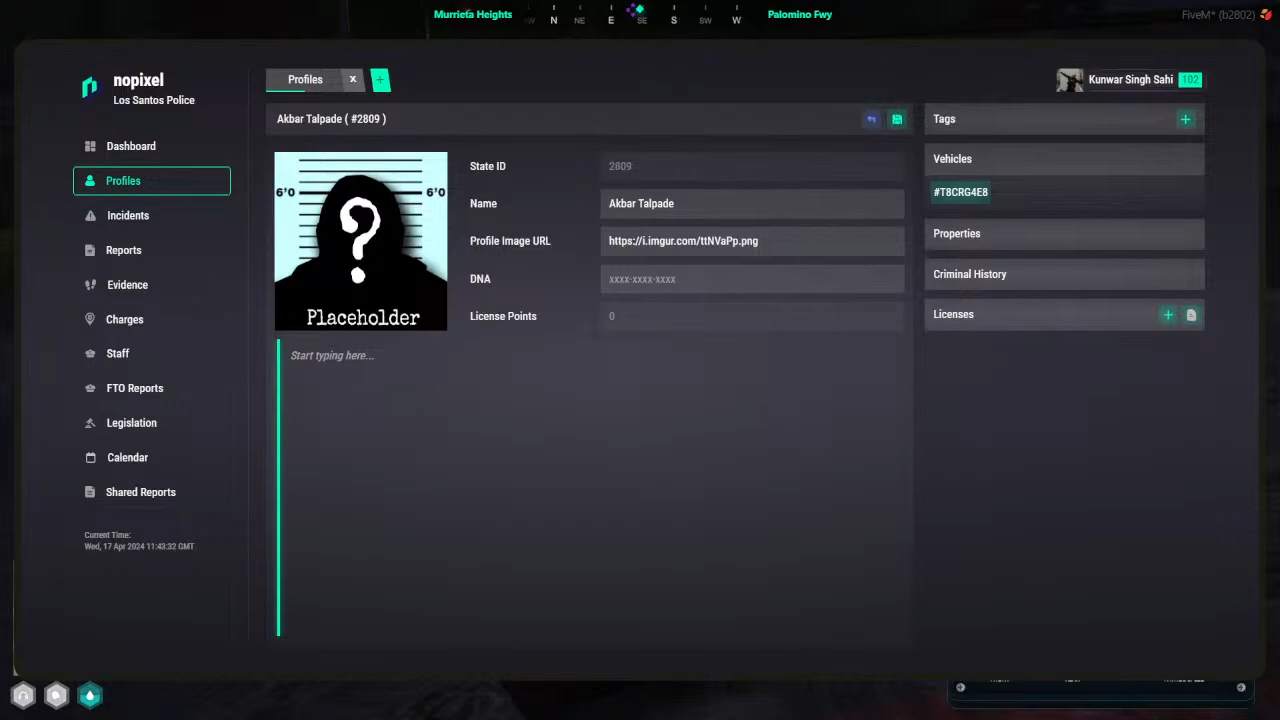 Murrieta Heights
N
NE
E
SE
S
SW
W
Palomino Fwy
FiveM* (b2802)
nopixel
Los Santos Police
Profiles
x
+
Kunwar Singh Sahi 102
Dashboard
Profiles
Incidents
Reports
Evidence
Charges
Staff
FTO Reports
Legislation
Calendar
Shared Reports
Current Time:
Wed, 17 Apr 2024 11:43:32 GMT
Akbar Talpade ( #2809 )
6'0 6'0
?
Placeholder
State ID 2809
Name Akbar Talpade
Profile Image URL https://i.imgur.com/ttNVaPp.png
DNA xxxx-xxxx-xxxx
License Points 0
Start typing here...
Tags +
Vehicles
#T8CRG4E8
Properties
Criminal History
Licenses +